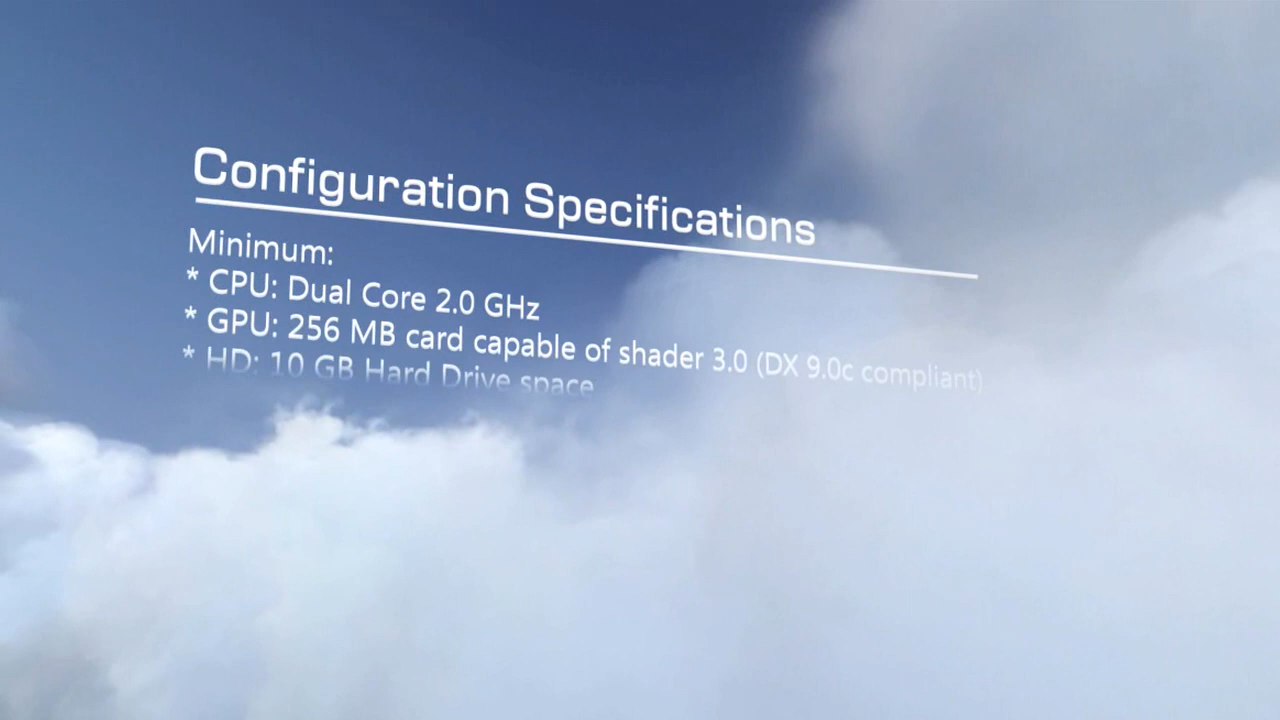 Configuration Specifications
Minimum:
* CPU: Dual Core 2.0 GHz
* GPU: 256 MB card capable of shader 3.0 (DX 9.0c compliant)
* HD: 10 GB Hard Drive space